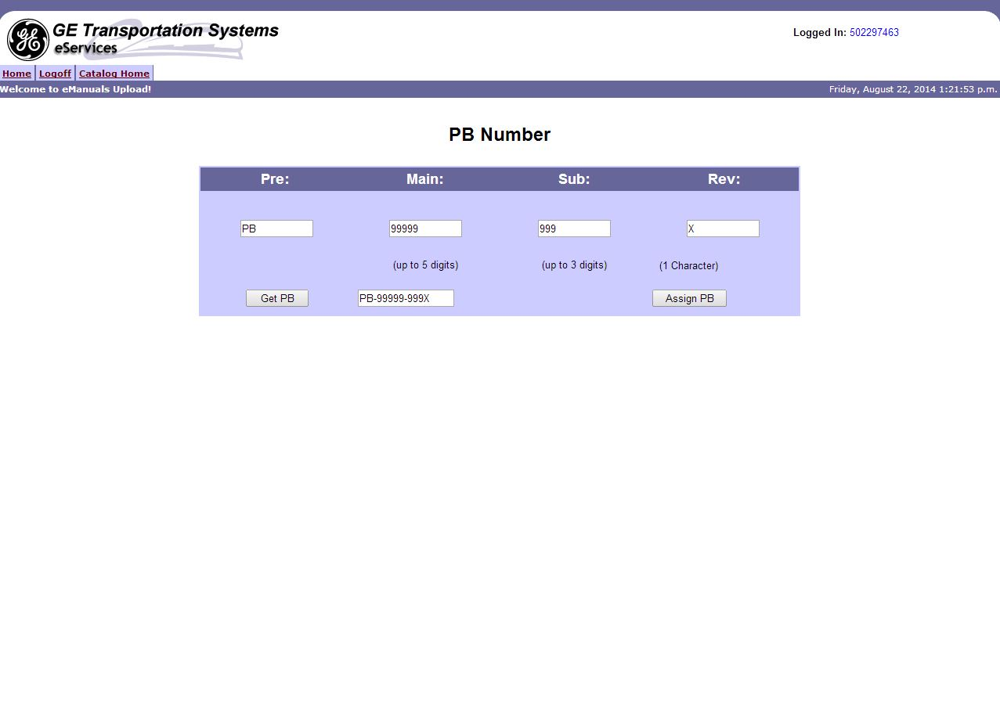 GE Transportation Systems
eServices
Logged In: 502297463
Home Logoff Catalog Home
Welcome to eManuals Upload! Friday, August 22, 2014 1:21:53 p.m.
PB Number
Pre: Main: Sub: Rev:
PB 99999 999 X
(up to 5 digits) (up to 3 digits) (1 Character)
Get PB PB-99999-999X Assign PB